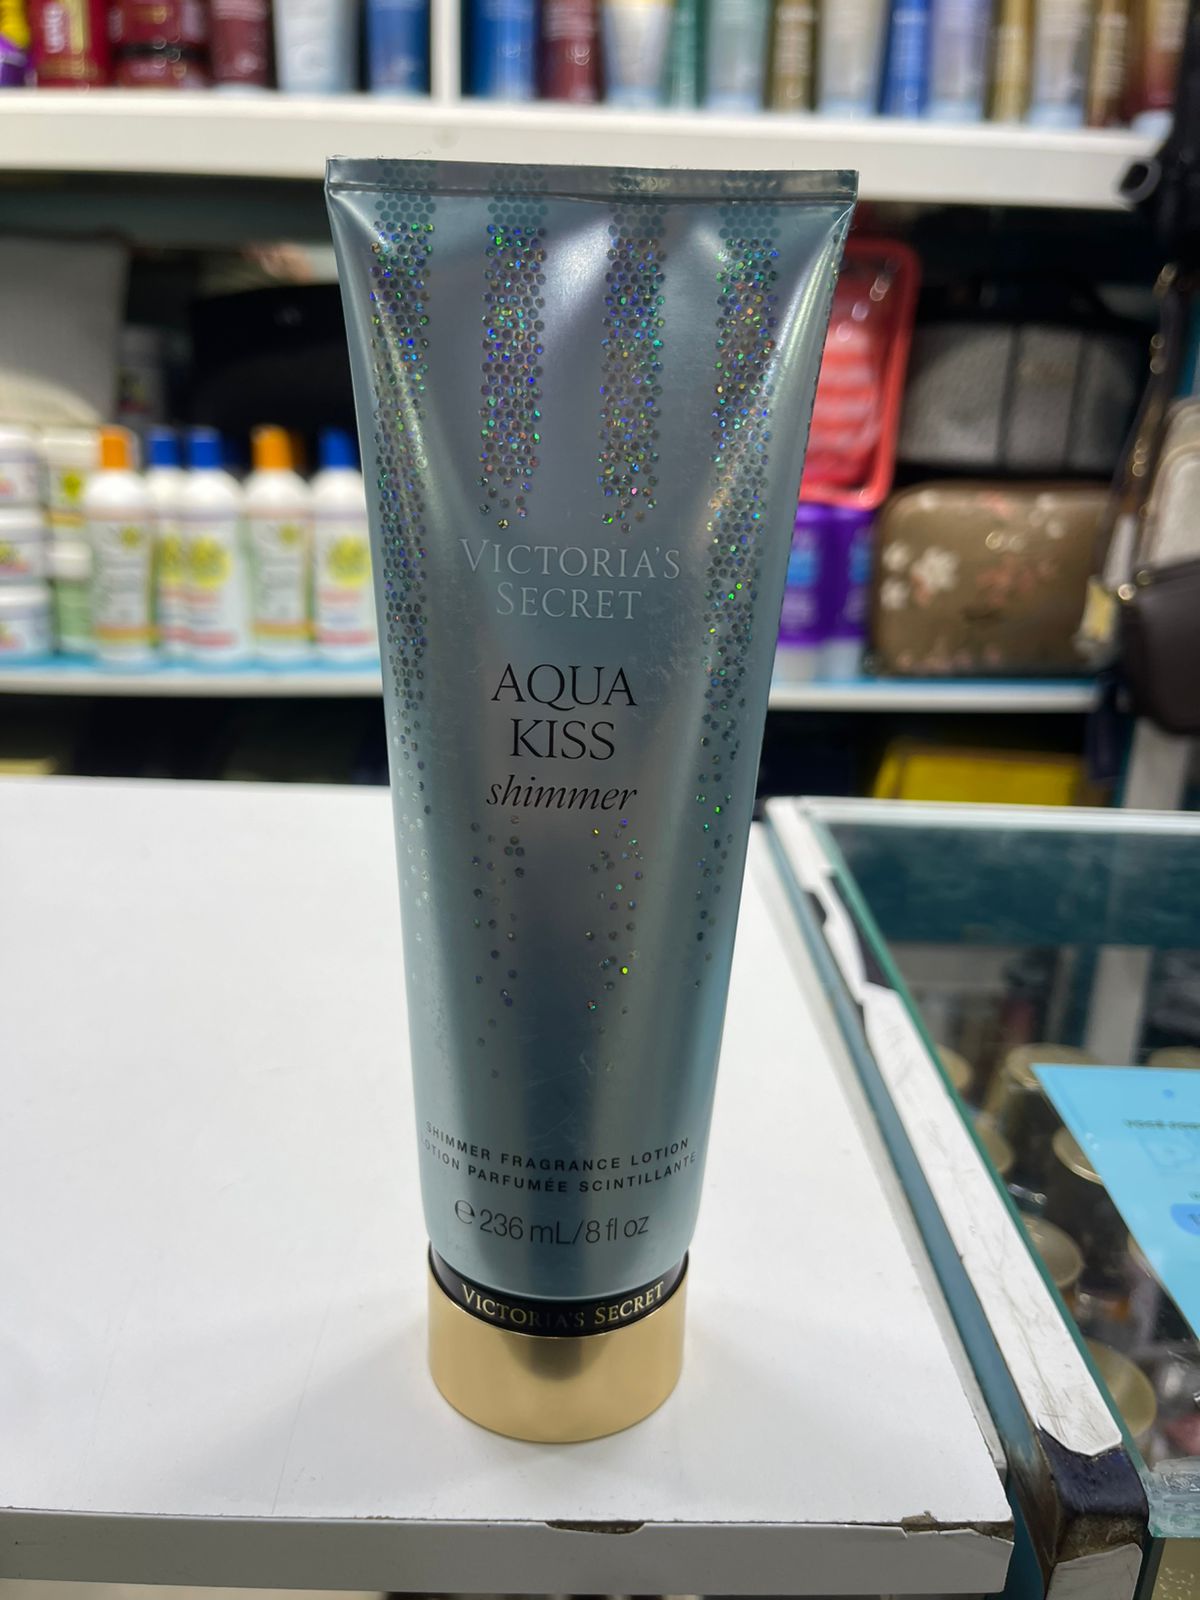 VICTORIA'S
SECRET
AQUA
KISS
shimmer
SHIMMER FRAGRANCE LOTION
LOTION PARFUMÉE SCINTILLANTE
℮ 236 mL/8 fl oz
VICTORIA'S SECRET